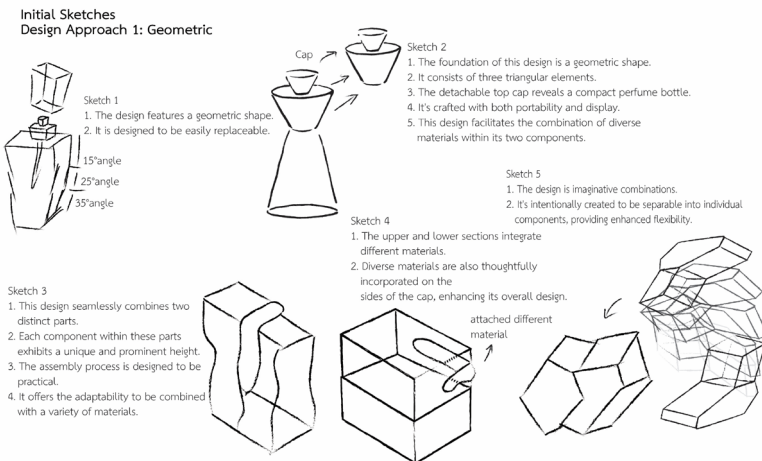 Initial Sketches
Design Approach 1: Geometric
Sketch 1
1. The design features a geometric shape.
2. It is designed to be easily replaceable.
15°angle
25°angle
35°angle
Cap
Sketch 2
1. The foundation of this design is a geometric shape.
2. It consists of three triangular elements.
3. The detachable top cap reveals a compact perfume bottle.
4. It's crafted with both portability and display.
5. This design facilitates the combination of diverse
materials within its two components.
Sketch 5
1. The design is imaginative combinations.
2. It's intentionally created to be separable into individual
components, providing enhanced flexibility.
Sketch 4
1. The upper and lower sections integrate
different materials.
2. Diverse materials are also thoughtfully
incorporated on the
sides of the cap, enhancing its overall design.
attached different
material
Sketch 3
1. This design seamlessly combines two
distinct parts.
2. Each component within these parts
exhibits a unique and prominent height.
3. The assembly process is designed to be
practical.
4. It offers the adaptability to be combined
with a variety of materials.